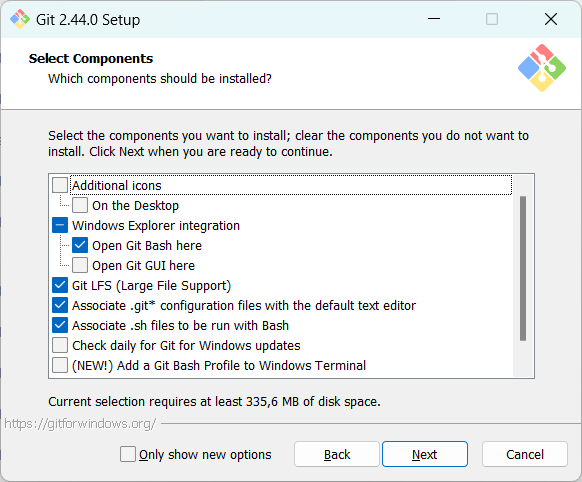 Git 2.44.0 Setup
Select Components
Which components should be installed?
Select the components you want to install; clear the components you do not want to
install. Click Next when you are ready to continue.
Additional icons
On the Desktop
Windows Explorer integration
Open Git Bash here
Open Git GUI here
Git LFS (Large File Support)
Associate .git* configuration files with the default text editor
Associate .sh files to be run with Bash
Check daily for Git for Windows updates
(NEW!) Add a Git Bash Profile to Windows Terminal
Current selection requires at least 335,6 MB of disk space.
https://gitforwindows.org/
Only show new options
Back
Next
Cancel